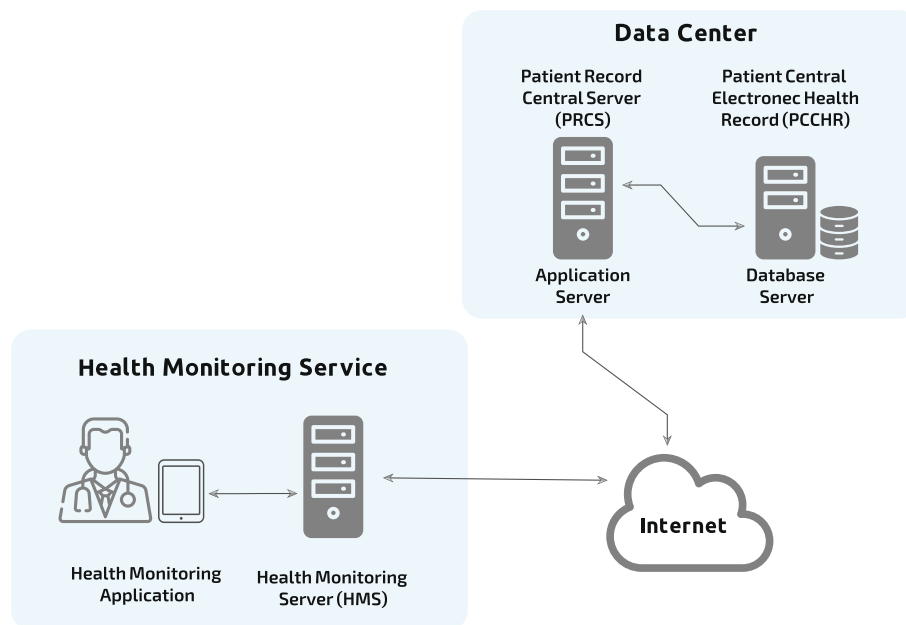 Data Center
Patient Record
Central Server
(PRCS)
Patient Central
Electronec Health
Record (PCCHR)
Application
Server
Database
Server
Health Monitoring Service
Health Monitoring
Application
Health Monitoring
Server (HMS)
Internet